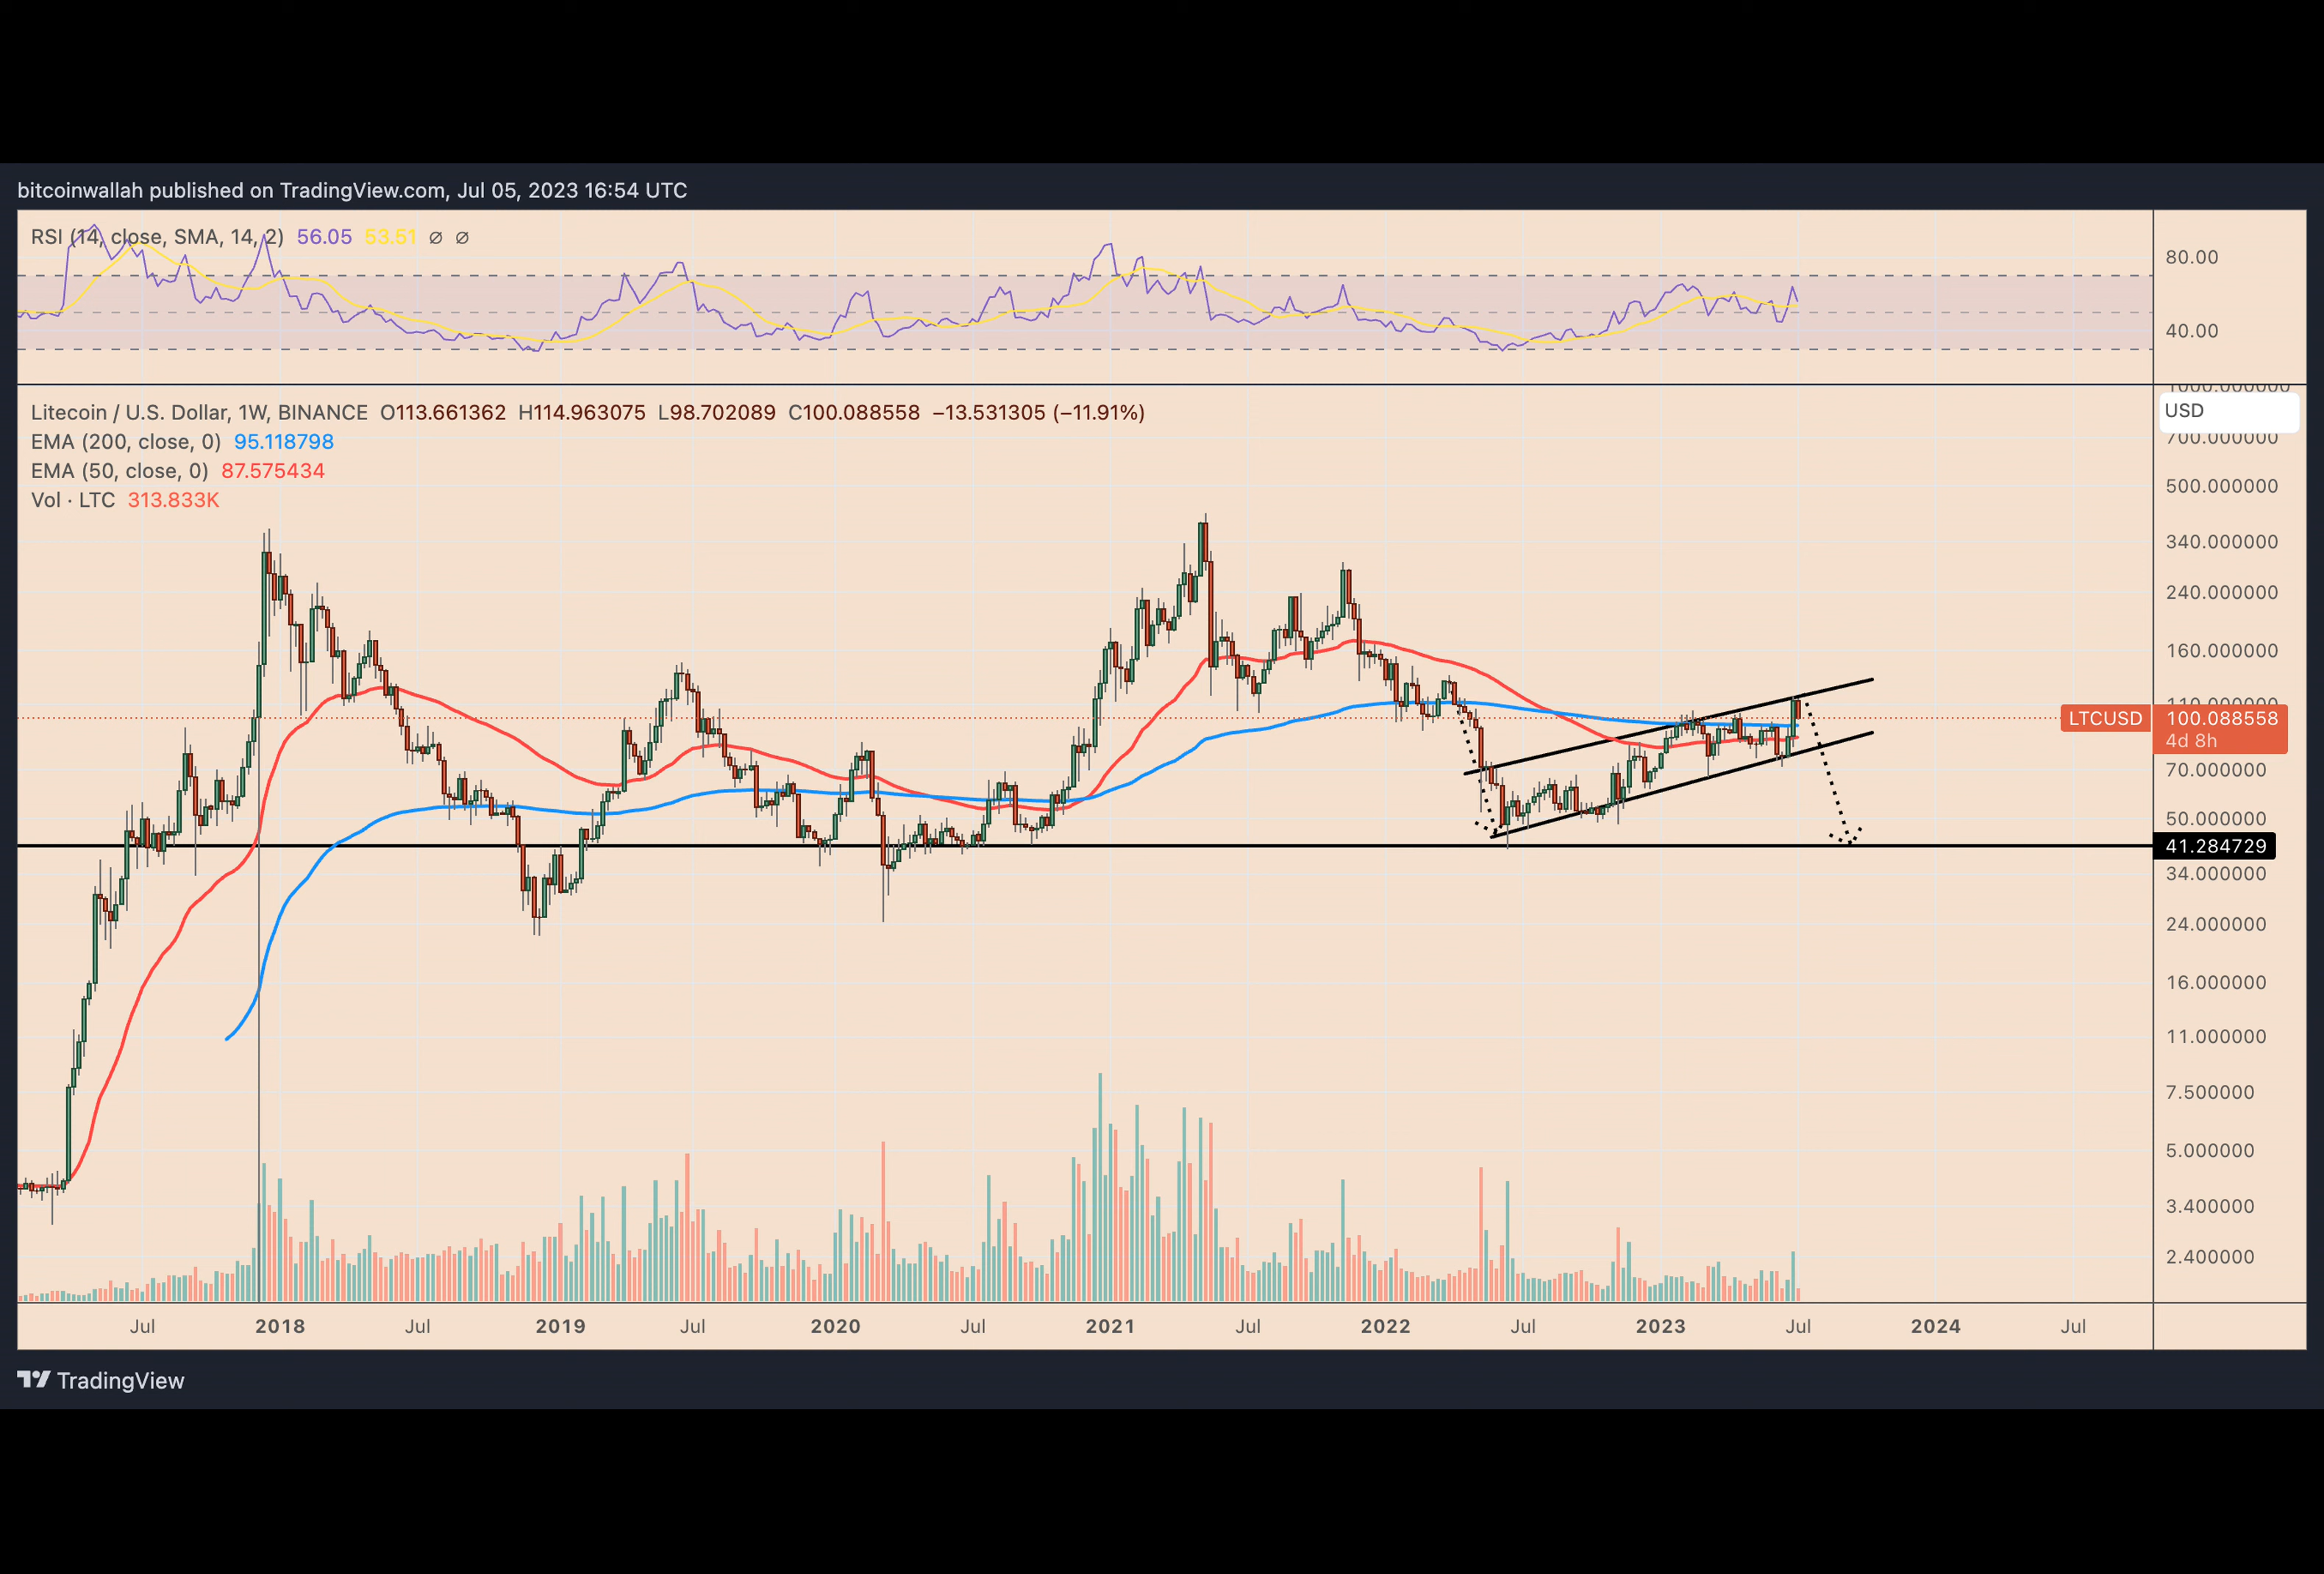 bitcoinwallah published on TradingView.com, Jul 05, 2023 16:54 UTC
RSI (14, close, SMA, 14, 2) 56.05 53.51 ∅ ∅
80.00
40.00
Litecoin / U.S. Dollar, 1W, BINANCE O113.661362 H114.963075 L98.702089 C100.088558 −13.531305 (−11.91%)
EMA (200, close, 0) 95.118798
EMA (50, close, 0) 87.575434
Vol · LTC 313.833K
1000.000000
USD
700.000000
500.000000
340.000000
240.000000
160.000000
110.000000
LTCUSD 100.088558
4d 8h
70.000000
50.000000
41.284729
34.000000
24.000000
16.000000
11.000000
7.500000
5.000000
3.400000
2.400000
Jul 2018 Jul 2019 Jul 2020 Jul 2021 Jul 2022 Jul 2023 Jul 2024 Jul
TradingView